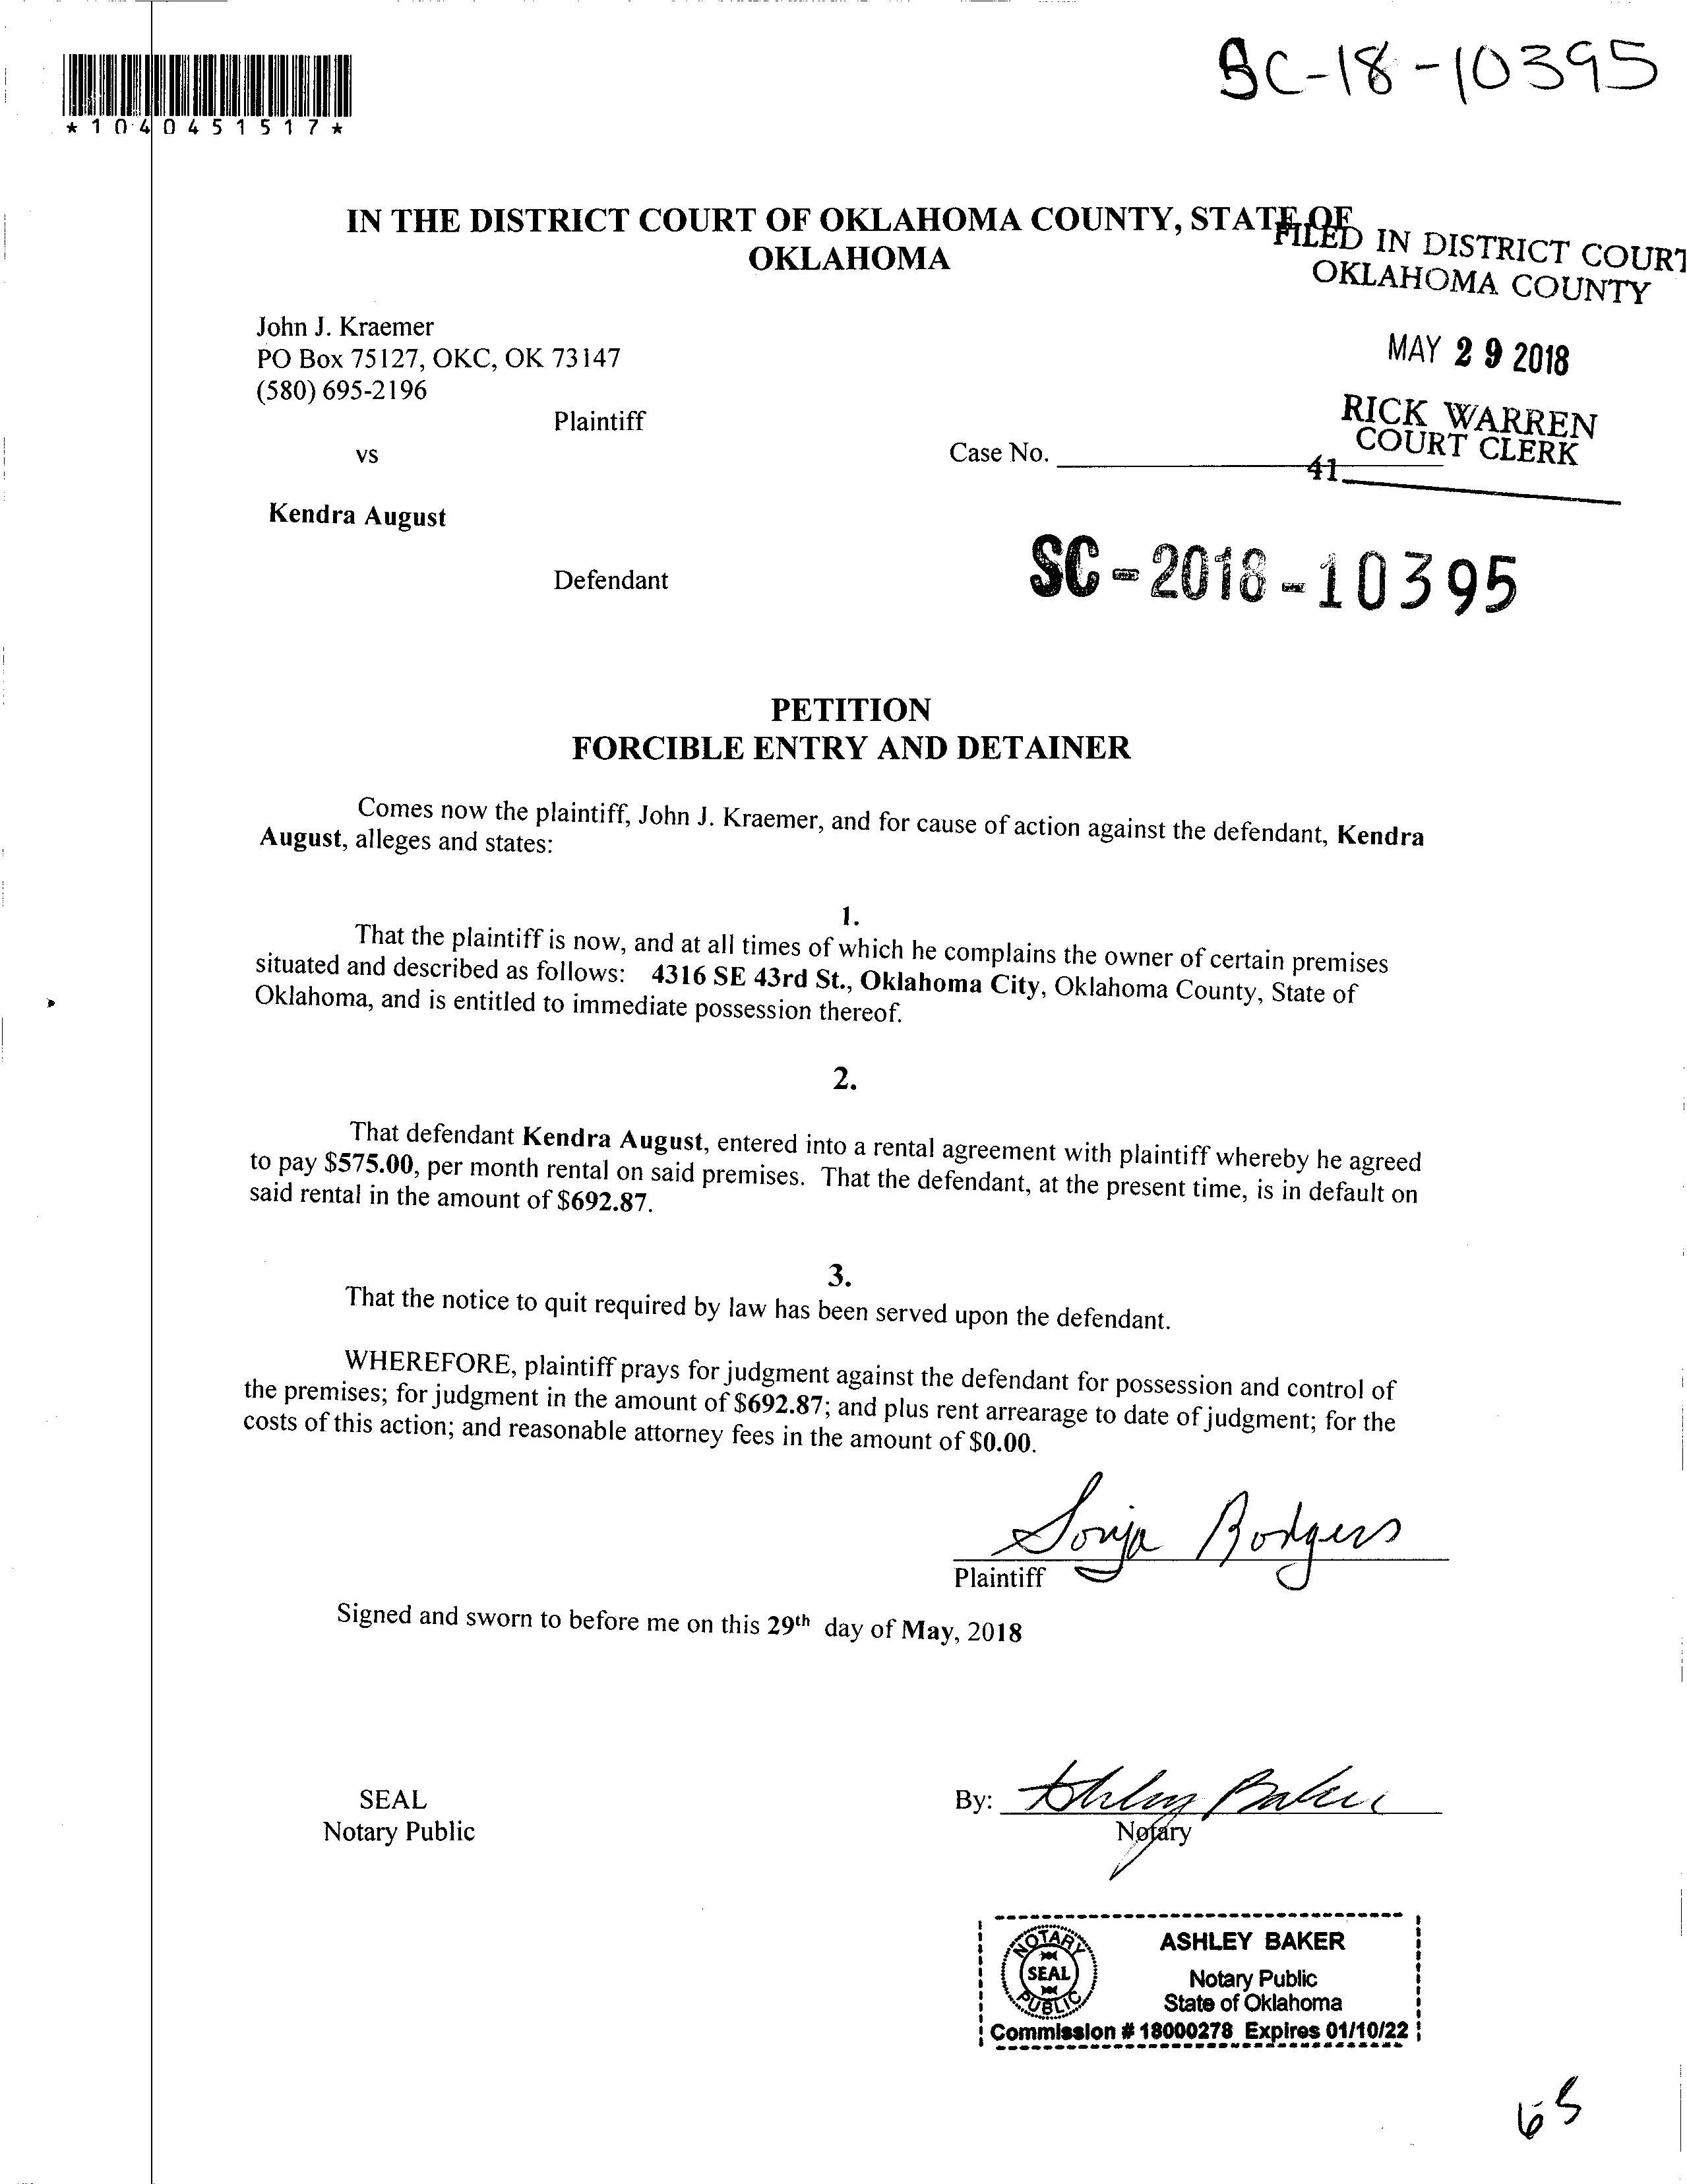 SC-18-10395
*1040451517*
IN THE DISTRICT COURT OF OKLAHOMA COUNTY, STATE OF
OKLAHOMA
FILED IN DISTRICT COURT
OKLAHOMA COUNTY
MAY 29 2018
RICK WARREN
COURT CLERK
41
John J. Kraemer
PO Box 75127, OKC, OK 73147
(580) 695-2196
Plaintiff
vs
Case No.
Kendra August
Defendant
SC-2018-10395
PETITION
FORCIBLE ENTRY AND DETAINER
Comes now the plaintiff, John J. Kraemer, and for cause of action against the defendant, Kendra
August, alleges and states:
1.
That the plaintiff is now, and at all times of which he complains the owner of certain premises
situated and described as follows: 4316 SE 43rd St., Oklahoma City, Oklahoma County, State of
Oklahoma, and is entitled to immediate possession thereof.
2.
That defendant Kendra August, entered into a rental agreement with plaintiff whereby he agreed
to pay $575.00, per month rental on said premises. That the defendant, at the present time, is in default on
said rental in the amount of $692.87.
3.
That the notice to quit required by law has been served upon the defendant.
WHEREFORE, plaintiff prays for judgment against the defendant for possession and control of
the premises; for judgment in the amount of $692.87; and plus rent arrearage to date of judgment; for the
costs of this action; and reasonable attorney fees in the amount of $0.00.
Sonja Rodgers
Plaintiff
Signed and sworn to before me on this 29th day of May, 2018
SEAL
Notary Public
By: Ashley Baker
Notary
NOTARY
SEAL
PUBLIC
ASHLEY BAKER
Notary Public
State of Oklahoma
Commission # 18000278 Expires 01/10/22